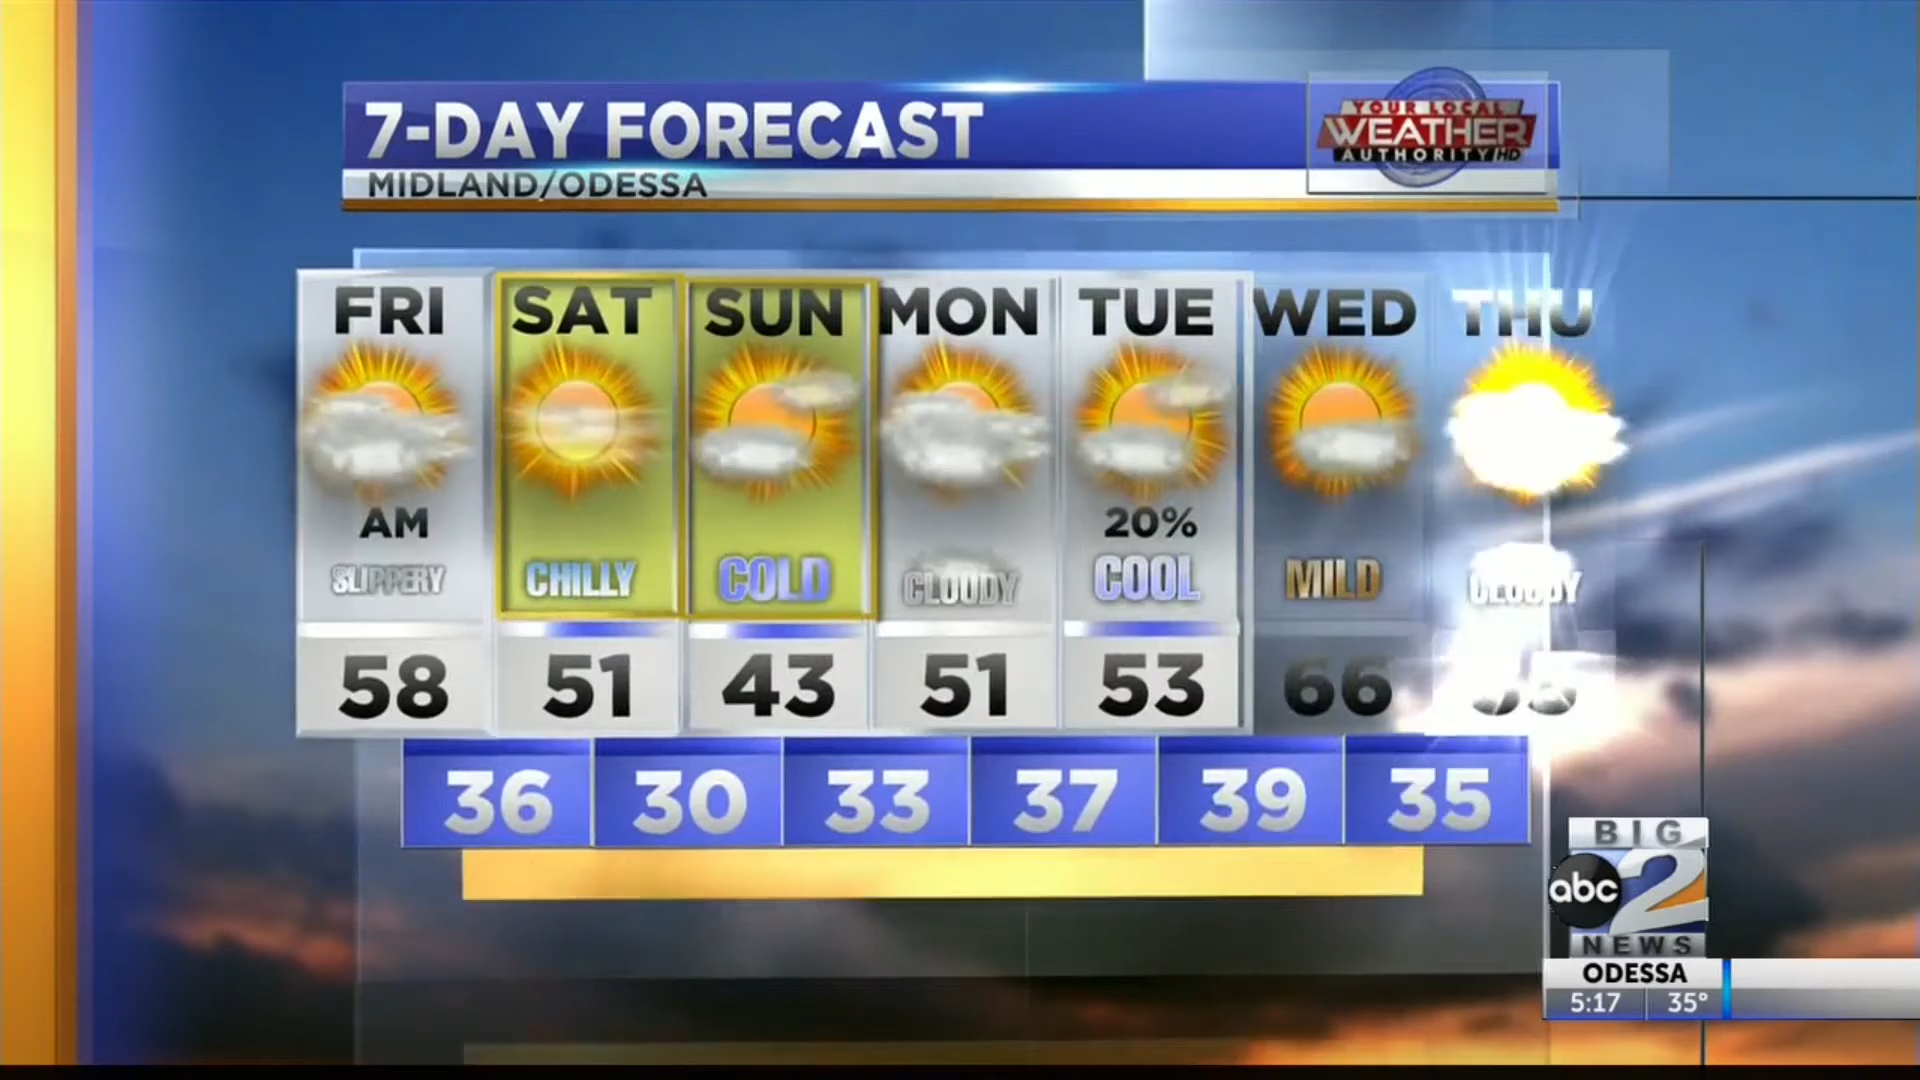 7-DAY FORECAST
MIDLAND/ODESSA
YOUR LOCAL
WEATHER
AUTHORITY HD
FRI SAT SUN MON TUE WED THU
AM 20%
SLIPPERY CHILLY COLD CLOUDY COOL MILD CLOUDY
58 51 43 51 53 66
36 30 33 37 39 35
BIG
abc 2
NEWS
ODESSA
5:17 35°